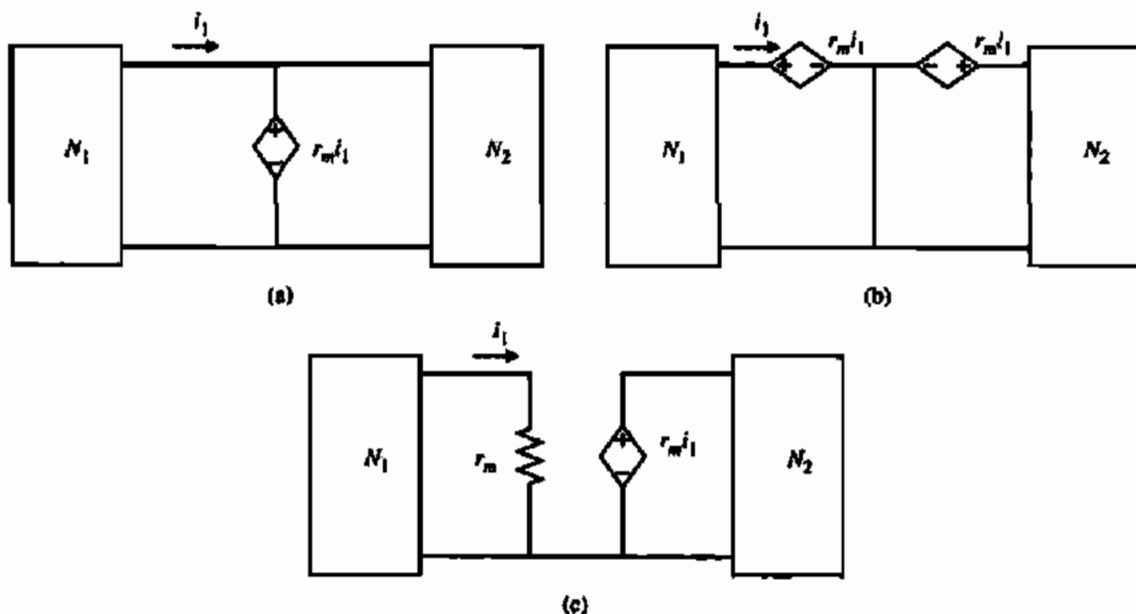 i₁
i₁ rₘi₁ rₘi₁
+ - - +
N₁ + rₘi₁ N₂
N₁ N₂
(a) (b)
i₁
N₁ rₘ + rₘi₁ N₂
(c)